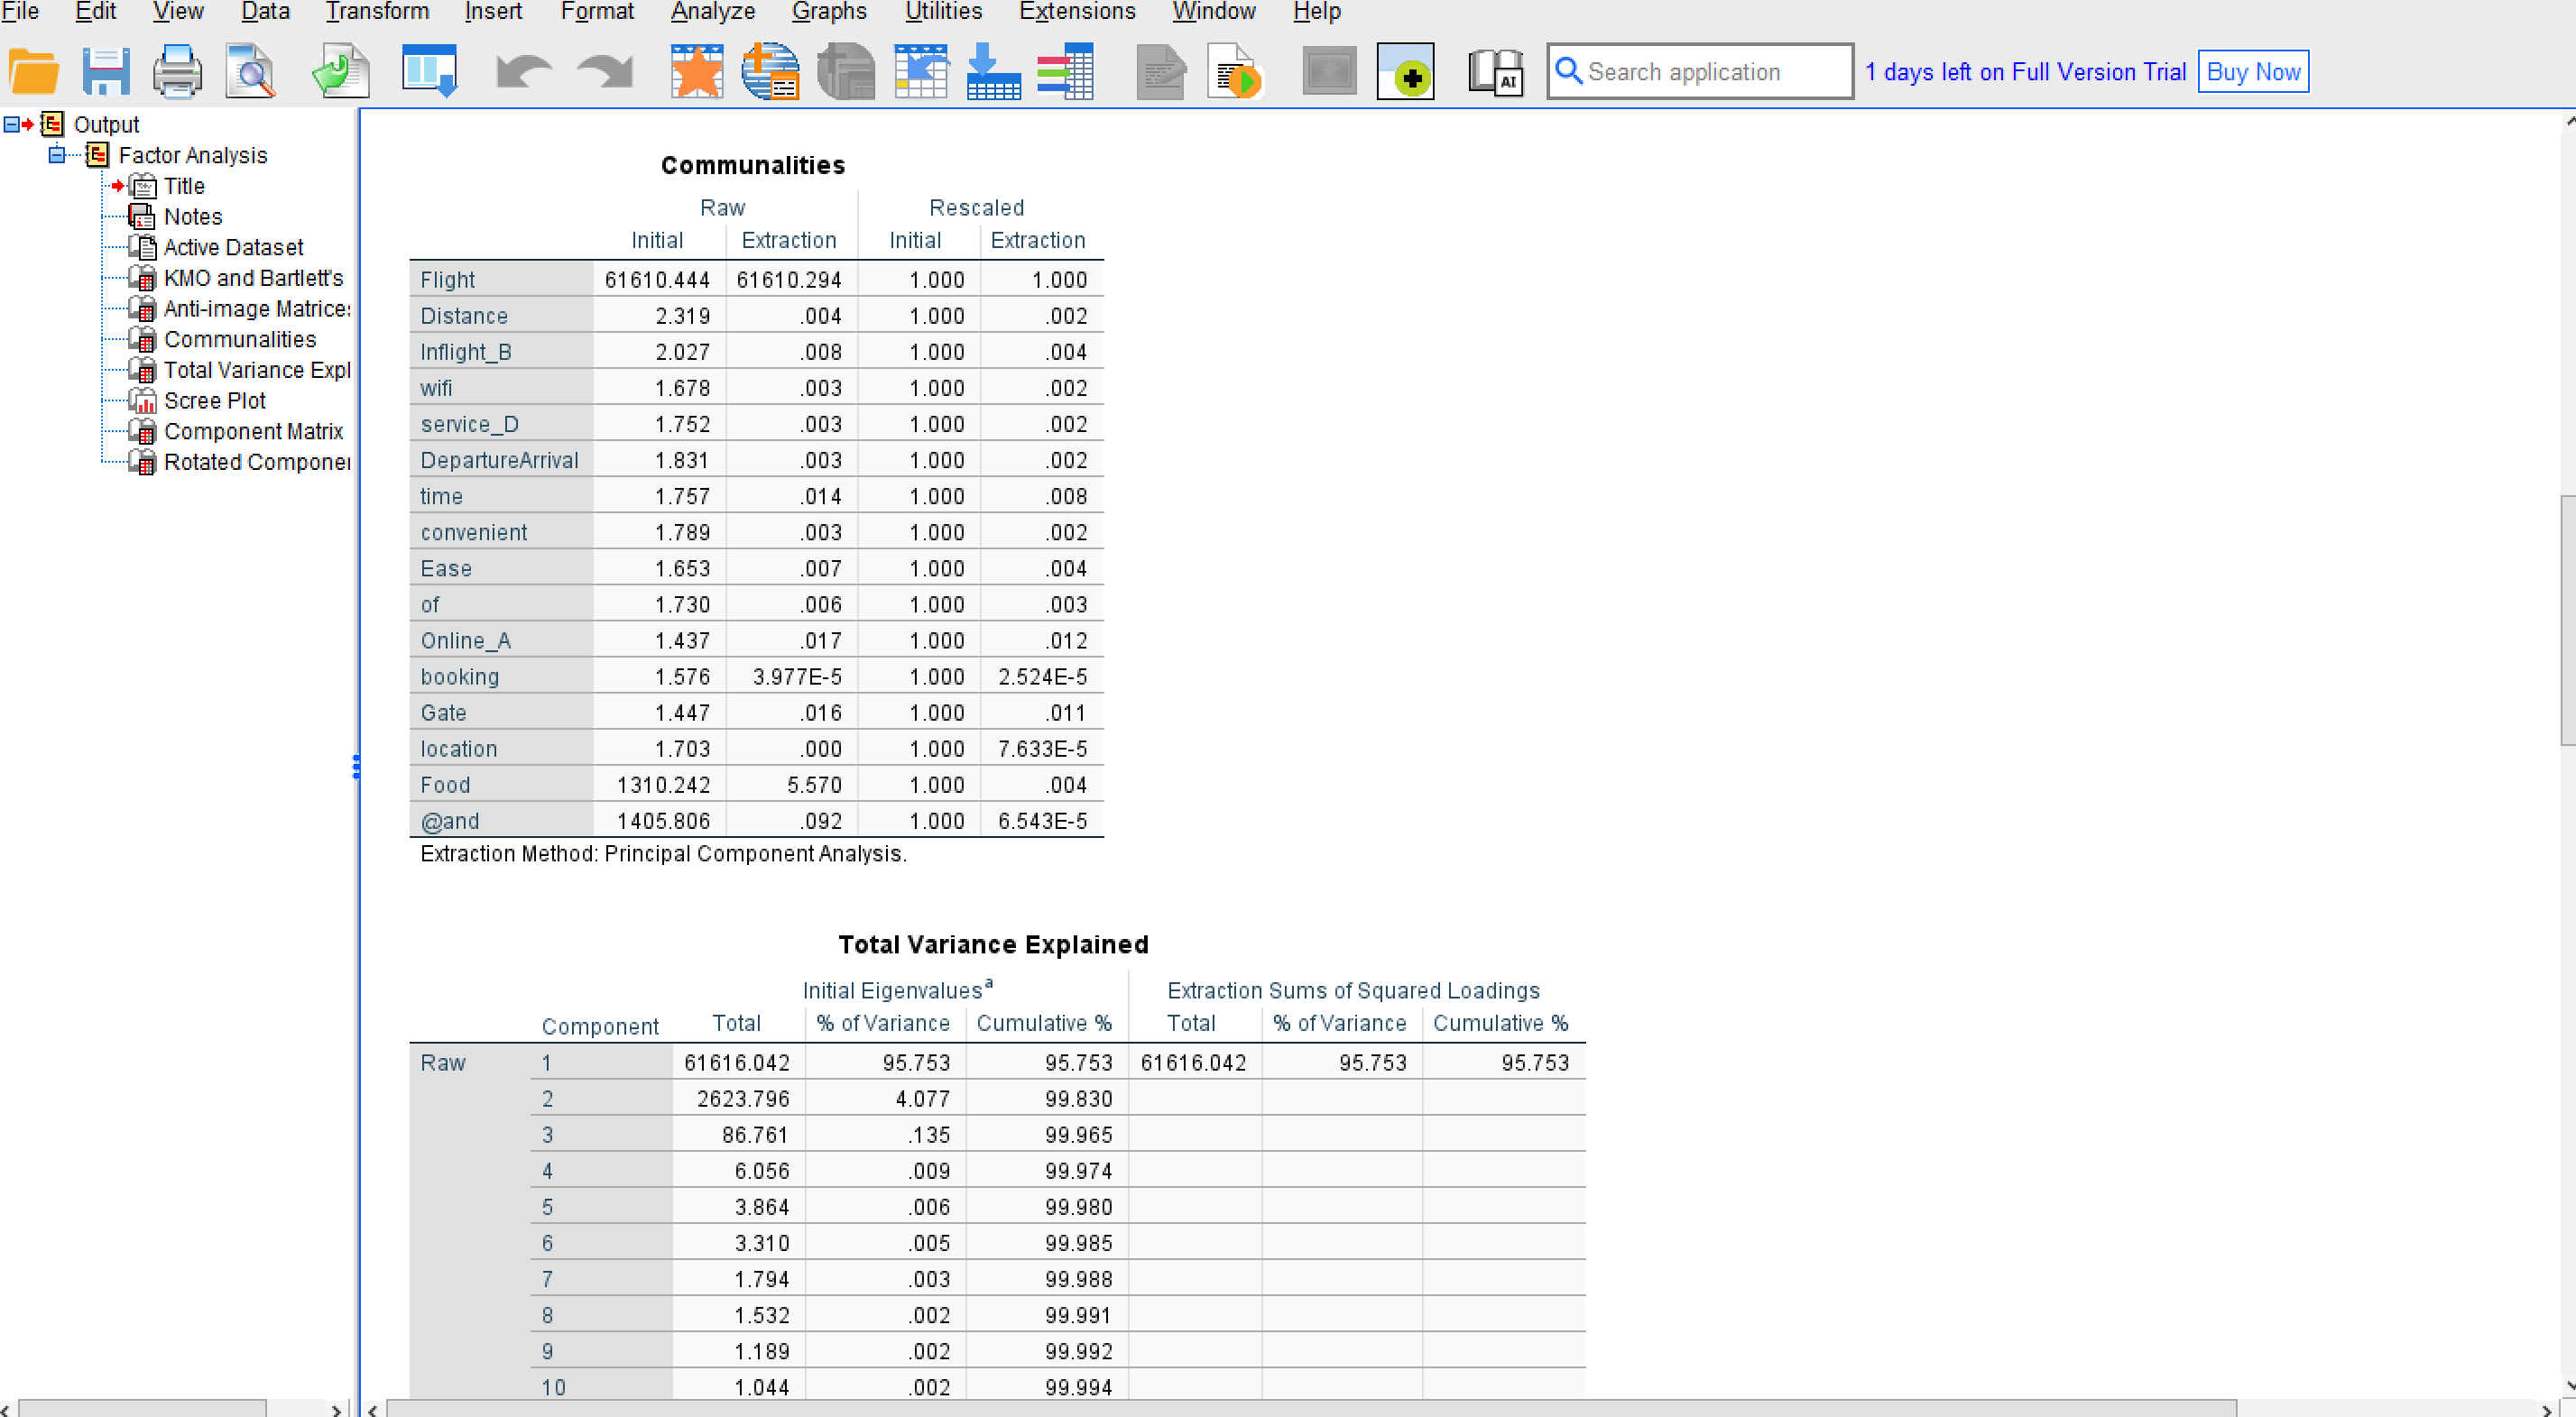 File Edit View Data Transform Insert Format Analyze Graphs Utilities Extensions Window Help
AI Search application 1 days left on Full Version Trial Buy Now
Output
Factor Analysis
Title
Notes
Active Dataset
KMO and Bartlett's
Anti-image Matrices
Communalities
Total Variance Expl
Scree Plot
Component Matrix
Rotated Componen
Communalities
Raw Rescaled
Initial Extraction Initial Extraction
Flight 61610.444 61610.294 1.000 1.000
Distance 2.319 .004 1.000 .002
Inflight_B 2.027 .008 1.000 .004
wifi 1.678 .003 1.000 .002
service_D 1.752 .003 1.000 .002
DepartureArrival 1.831 .003 1.000 .002
time 1.757 .014 1.000 .008
convenient 1.789 .003 1.000 .002
Ease 1.653 .007 1.000 .004
of 1.730 .006 1.000 .003
Online_A 1.437 .017 1.000 .012
booking 1.576 3.977E-5 1.000 2.524E-5
Gate 1.447 .016 1.000 .011
location 1.703 .000 1.000 7.633E-5
Food 1310.242 5.570 1.000 .004
@and 1405.806 .092 1.000 6.543E-5
Extraction Method: Principal Component Analysis.
Total Variance Explained
Initial Eigenvaluesª Extraction Sums of Squared Loadings
Component Total % of Variance Cumulative % Total % of Variance Cumulative %
Raw 1 61616.042 95.753 95.753 61616.042 95.753 95.753
2 2623.796 4.077 99.830
3 86.761 .135 99.965
4 6.056 .009 99.974
5 3.864 .006 99.980
6 3.310 .005 99.985
7 1.794 .003 99.988
8 1.532 .002 99.991
9 1.189 .002 99.992
10 1.044 .002 99.994